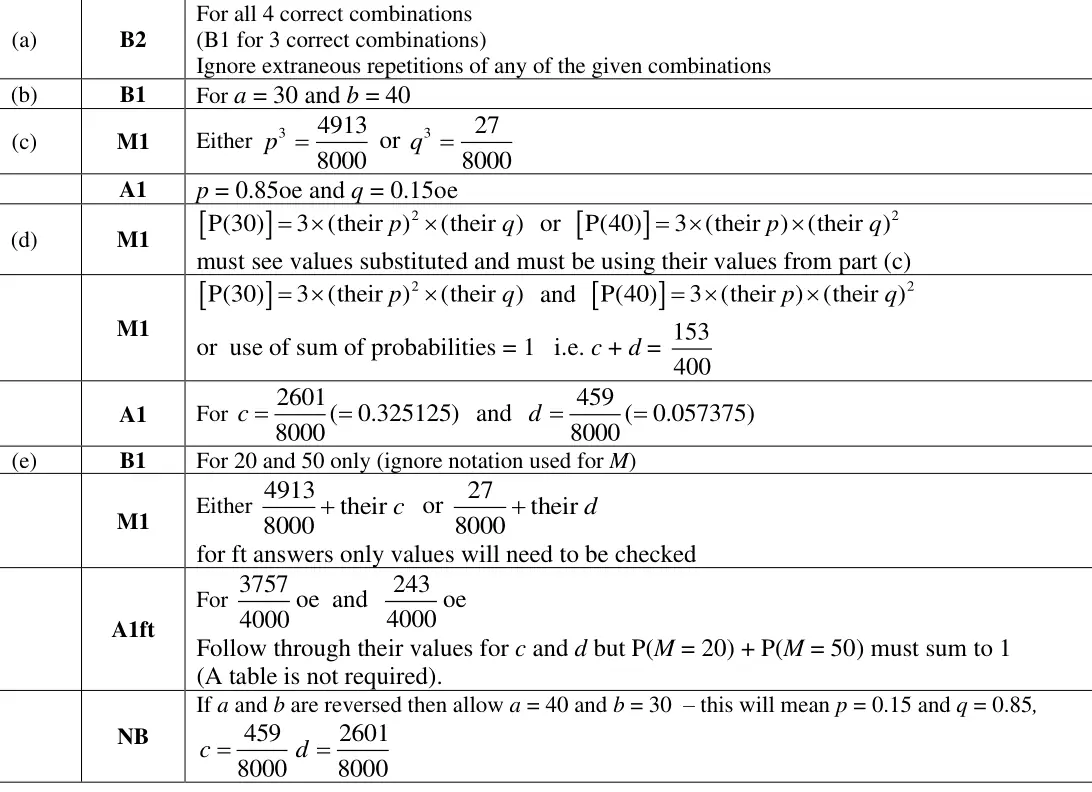 For all 4 correct combinations
(a) B2 (B1 for 3 correct combinations)
Ignore extraneous repetitions of any of the given combinations
(b) B1 For a = 30 and b = 40
(c) M1 Either p³ = 4913/8000 or q³ = 27/8000
A1 p = 0.85oe and q = 0.15oe
(d) M1 [P(30)] = 3×(their p)²×(their q) or [P(40)] = 3×(their p)×(their q)²
must see values substituted and must be using their values from part (c)
[P(30)] = 3×(their p)²×(their q) and [P(40)] = 3×(their p)×(their q)²
M1 or use of sum of probabilities = 1 i.e. c + d = 153/400
A1 For c = 2601/8000 (= 0.325125) and d = 459/8000 (= 0.057375)
(e) B1 For 20 and 50 only (ignore notation used for M)
M1 Either 4913/8000 + their c or 27/8000 + their d
for ft answers only values will need to be checked
A1ft For 3757/4000 oe and 243/4000 oe
Follow through their values for c and d but P(M = 20) + P(M = 50) must sum to 1
(A table is not required).
NB If a and b are reversed then allow a = 40 and b = 30 – this will mean p = 0.15 and q = 0.85,
c = 459/8000 d = 2601/8000